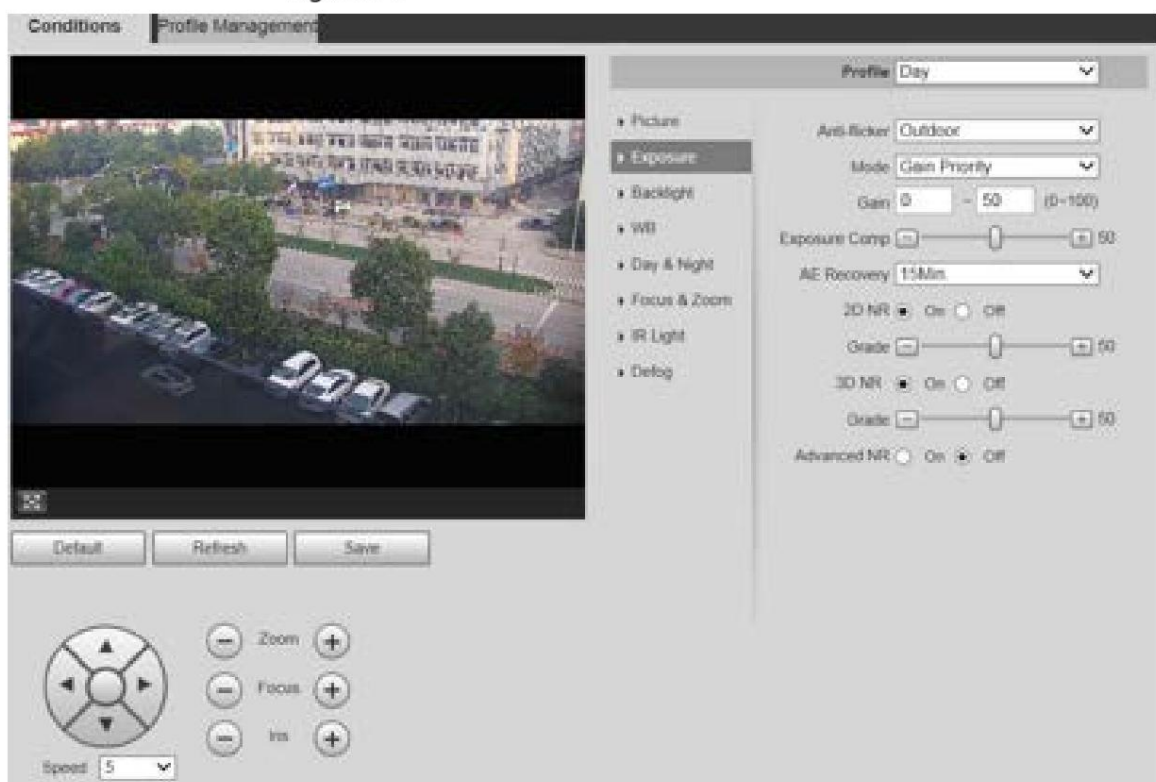 Conditions
Profile Management
Profile Day
Picture
Exposure
Backlight
WB
Day & Night
Focus & Zoom
IR Light
Defog
Anti-flicker Outdoor
Mode Gain Priority
Gain 0 - 50 (0~100)
Exposure Comp 50
AE Recovery 15Min.
2D NR On Off
Grade 50
3D NR On Off
Grade 50
Advanced NR On Off
Default Refresh Save
Zoom
Focus
Iris
Speed 5